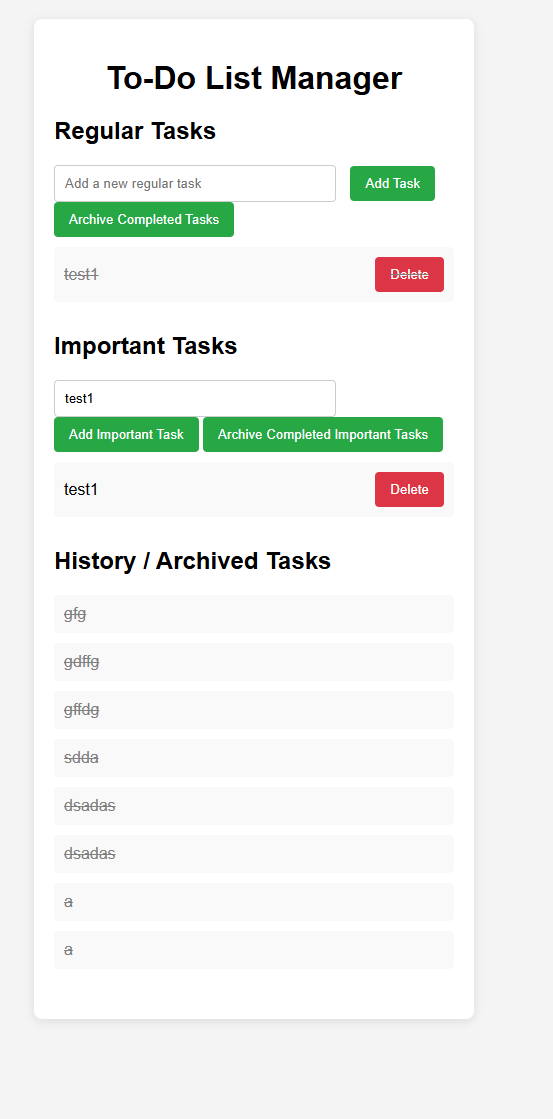 To-Do List Manager
Regular Tasks
Add a new regular task
Add Task
Archive Completed Tasks
test1
Delete
Important Tasks
test1
Add Important Task
Archive Completed Important Tasks
test1
Delete
History / Archived Tasks
gfg
gdffg
gffdg
sdda
dsadas
dsadas
a
a